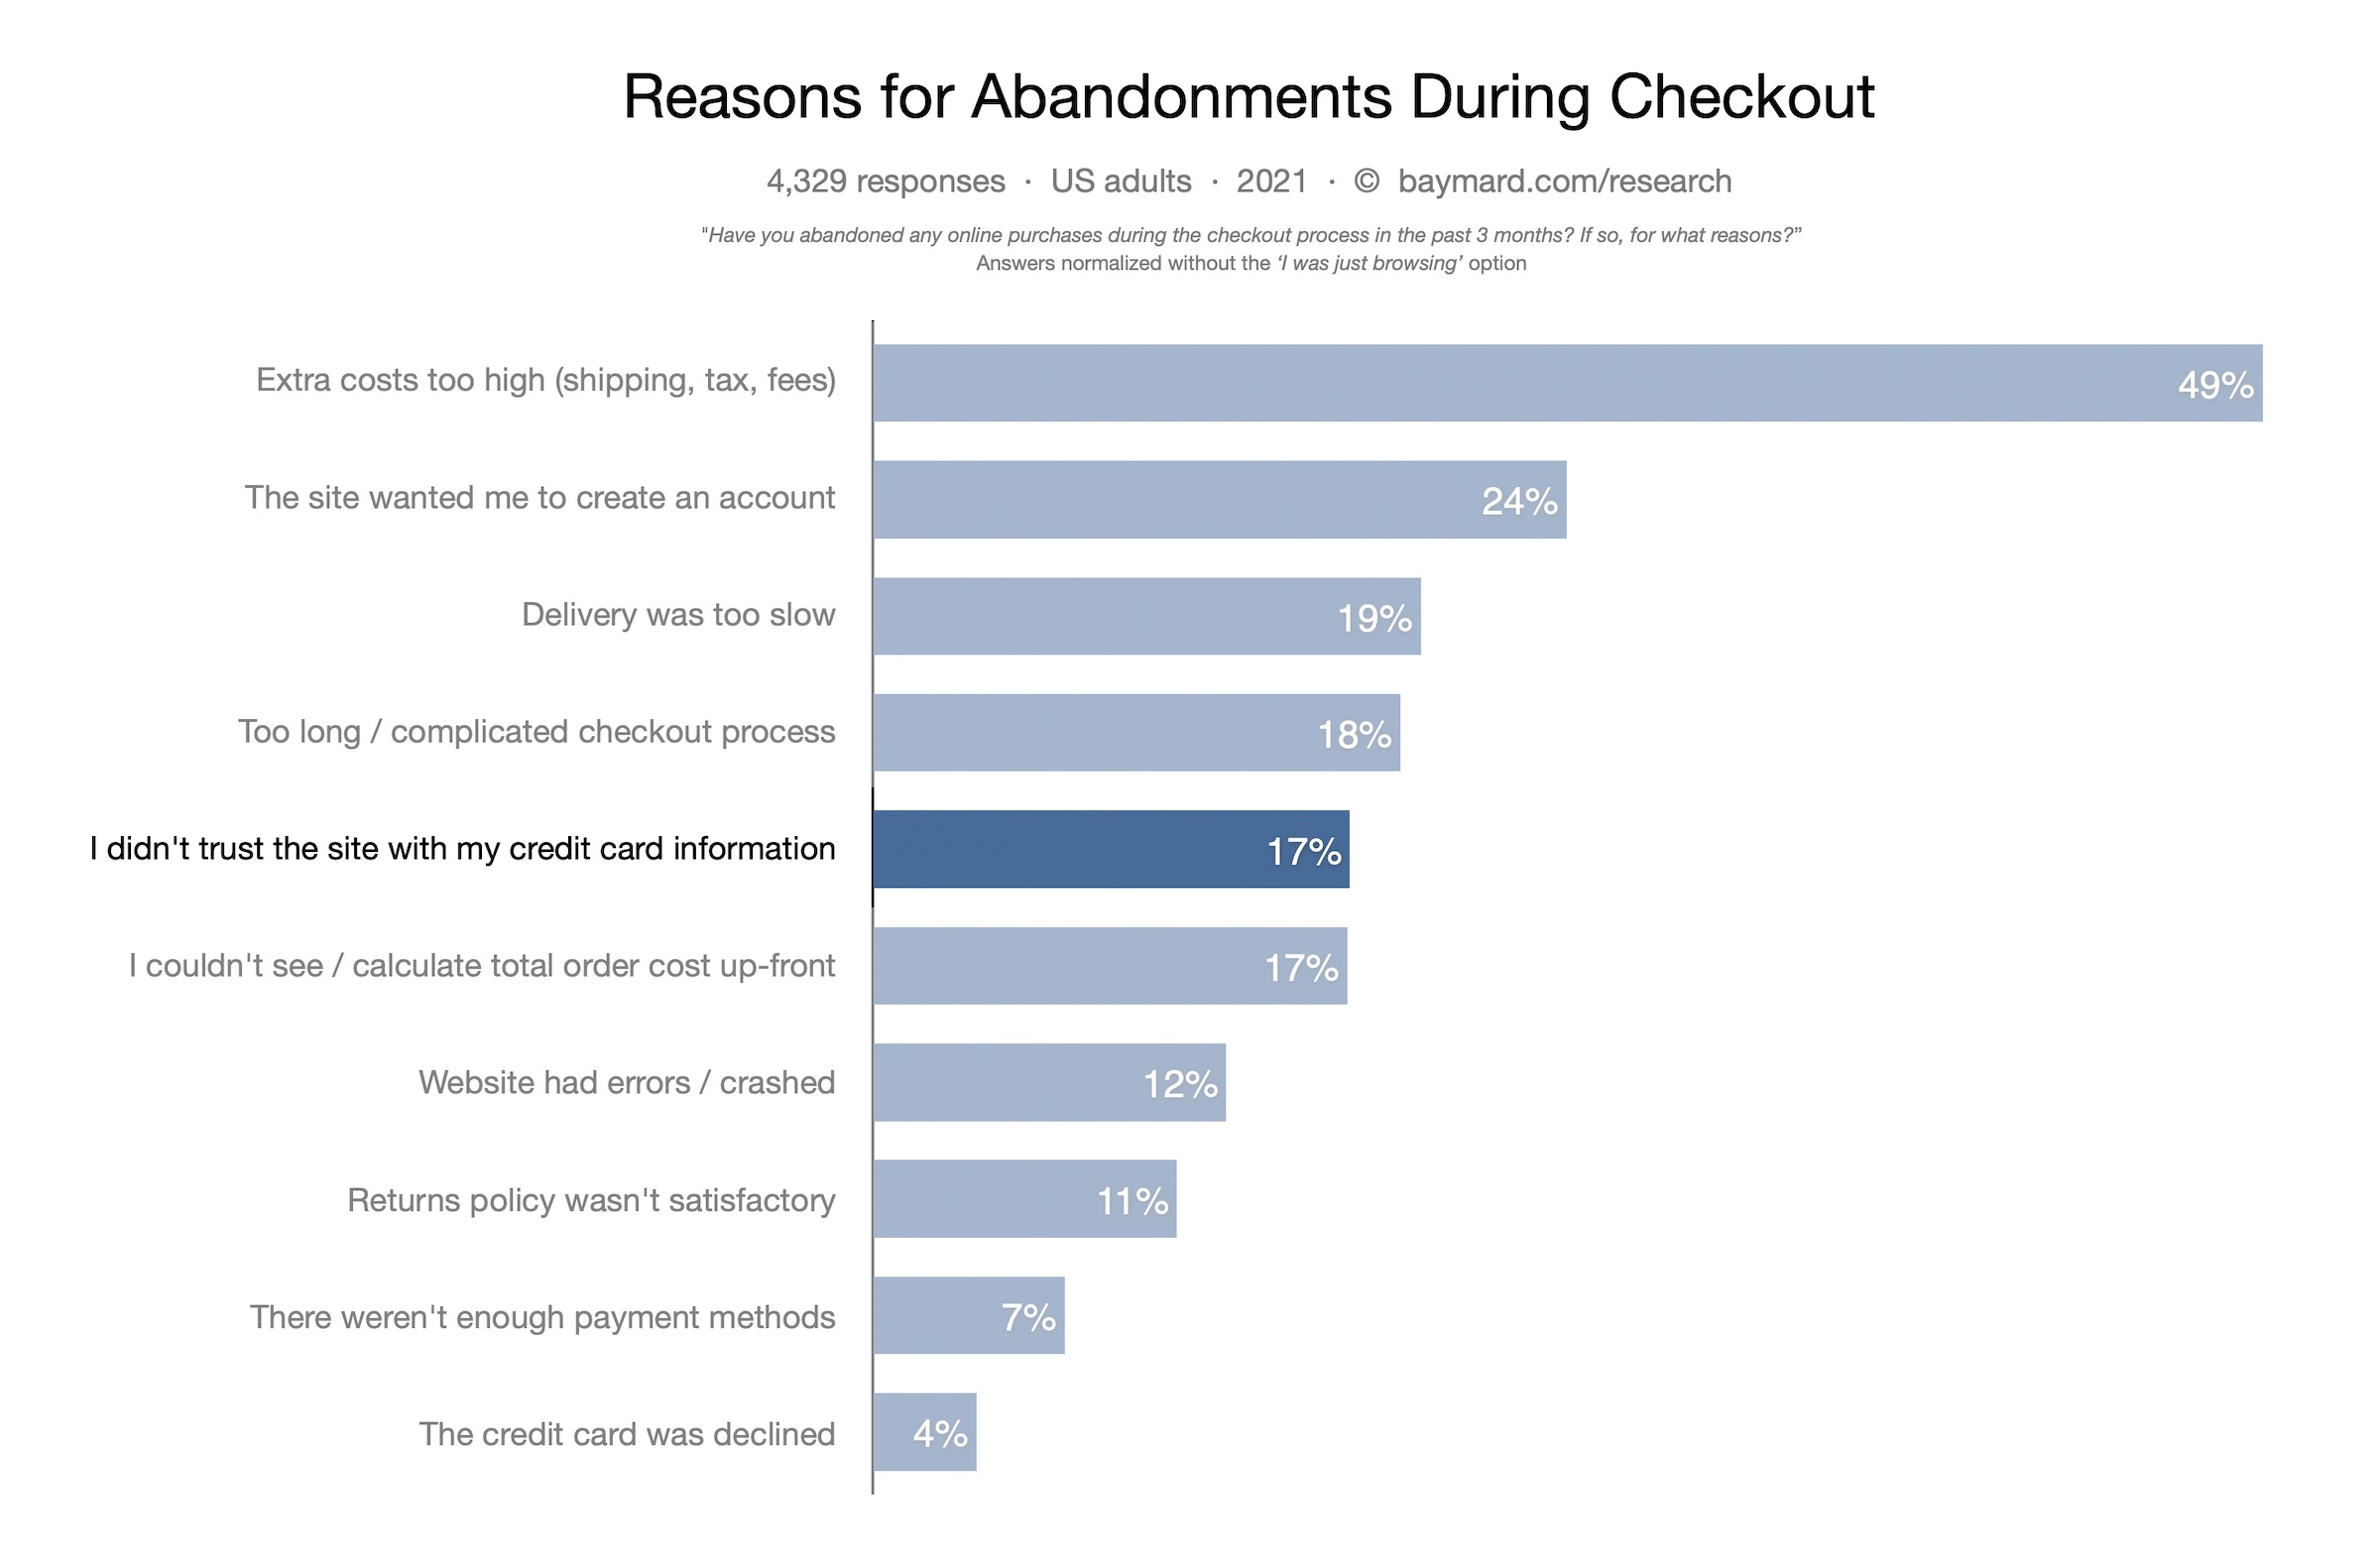 Reasons for Abandonments During Checkout
4,329 responses · US adults · 2021 · © baymard.com/research
"Have you abandoned any online purchases during the checkout process in the past 3 months? If so, for what reasons?”
Answers normalized without the ‘I was just browsing’ option
Extra costs too high (shipping, tax, fees) 49%
The site wanted me to create an account 24%
Delivery was too slow 19%
Too long / complicated checkout process 18%
I didn't trust the site with my credit card information 17%
I couldn't see / calculate total order cost up-front 17%
Website had errors / crashed 12%
Returns policy wasn't satisfactory 11%
There weren't enough payment methods 7%
The credit card was declined 4%